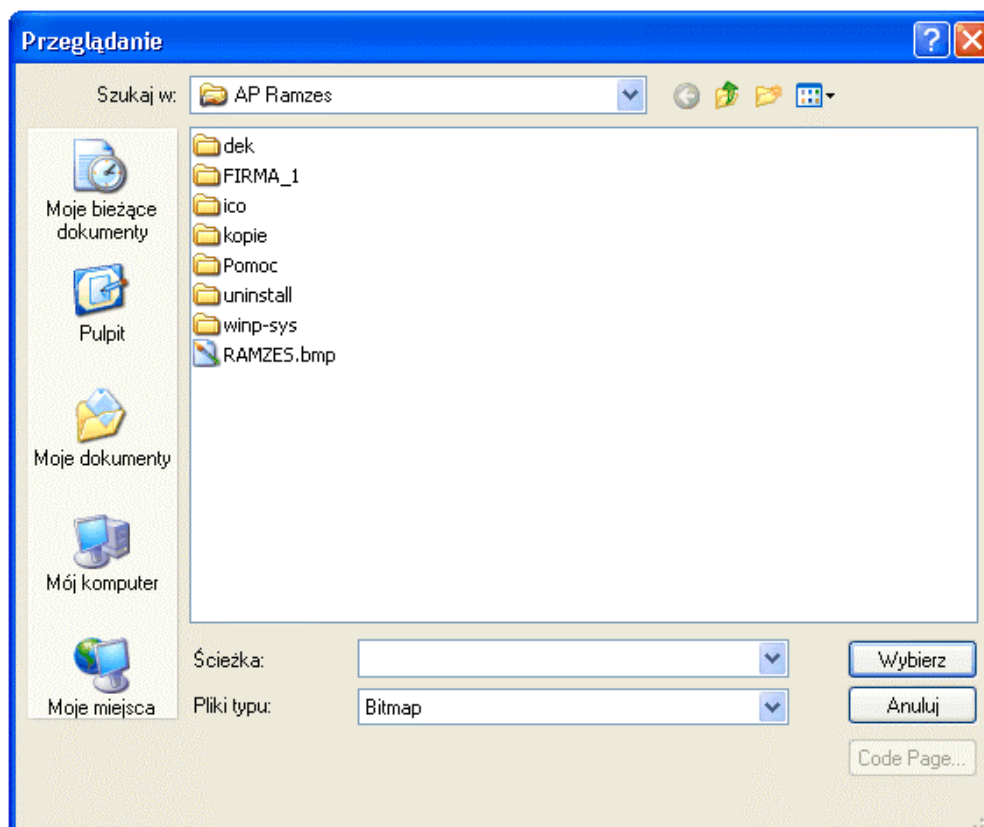 Przeglądanie
Szukaj w: AP Ramzes
Moje bieżące
dokumenty
Pulpit
Moje dokumenty
Mój komputer
Moje miejsca
dek
FIRMA_1
ico
kopie
Pomoc
uninstall
winp-sys
RAMZES.bmp
Ścieżka: Wybierz
Pliki typu: Bitmap Anuluj
Code Page...